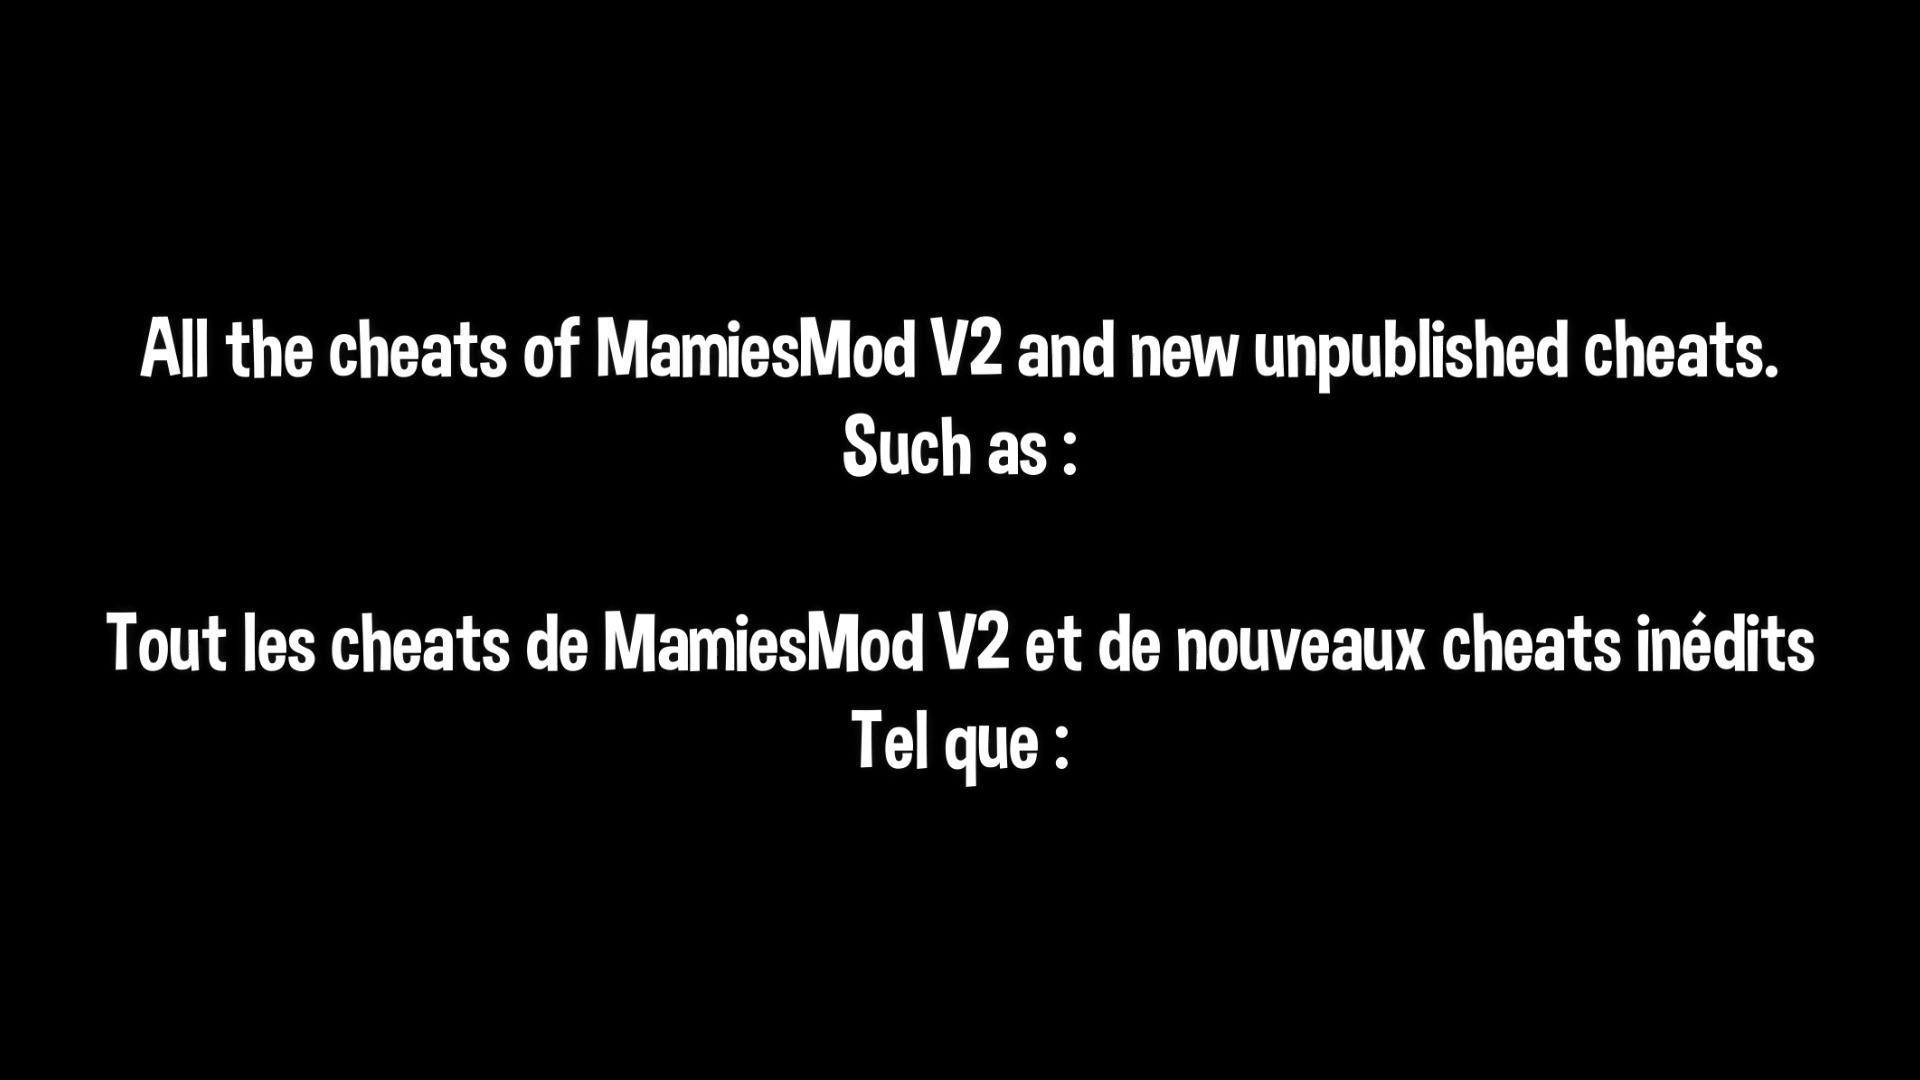 All the cheats of MamiesMod V2 and new unpublished cheats.
Such as :
Tout les cheats de MamiesMod V2 et de nouveaux cheats inédits
Tel que :